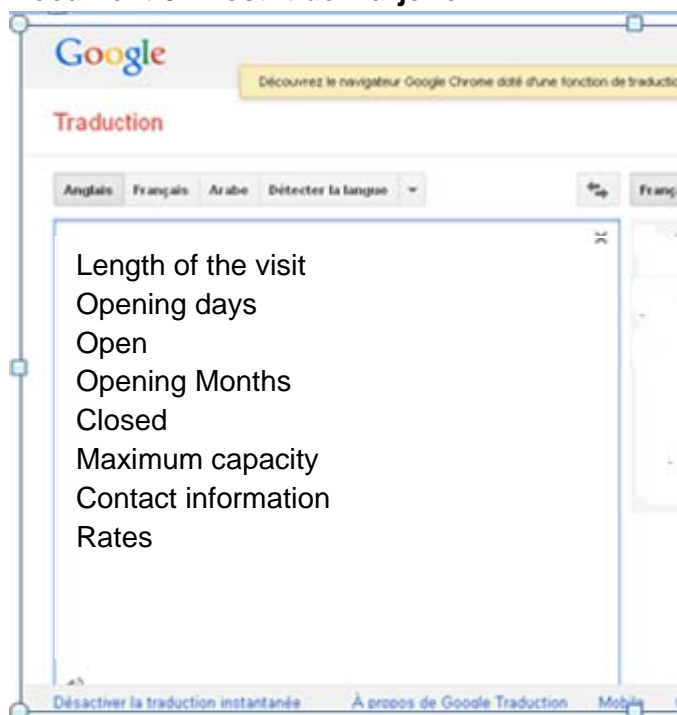 Google
Découvrez le navigateur Google Chrome doté d'une fonction de
Traduction
Anglais Français Arabe Détecter la langue
Length of the visit
Opening days
Open
Opening Months
Closed
Maximum capacity
Contact information
Rates
Désactiver la traduction instantanée À propos de Google Traduction Mobile